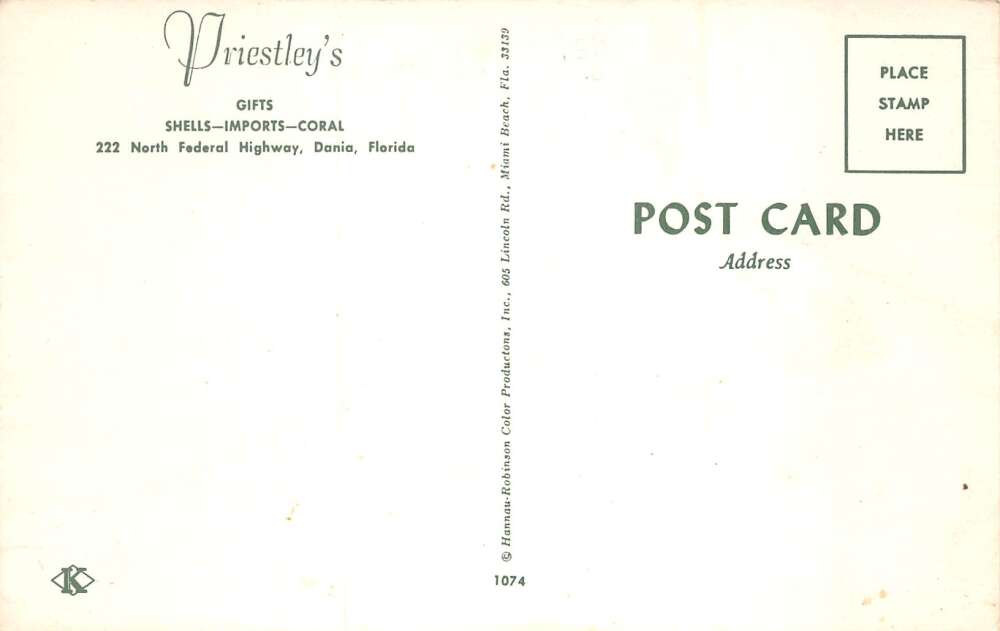 Priestley's
GIFTS
SHELLS—IMPORTS—CORAL
222 North Federal Highway, Dania, Florida
K
© Hannau-Robinson Color Productons, Inc., 605 Lincoln Rd., Miami Beach, Fla. 33139
1074
PLACE
STAMP
HERE
POST CARD
Address